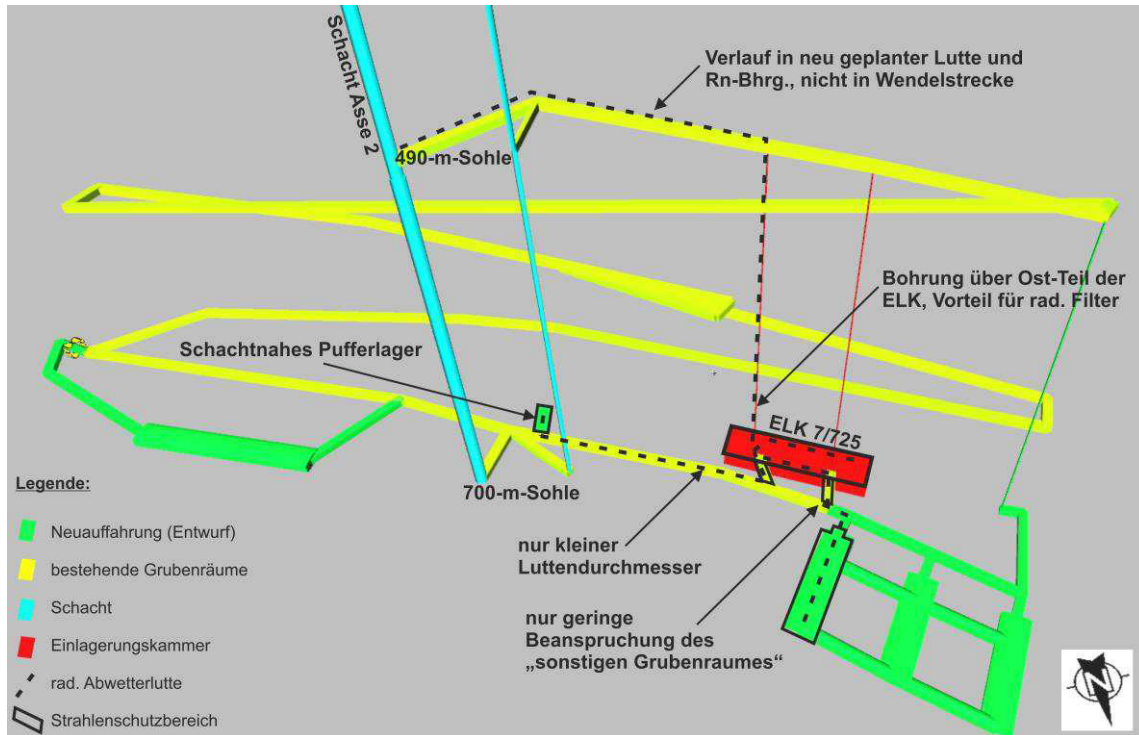 Schacht Asse 2
Verlauf in neu geplanter Lutte und
Rn-Bhrg., nicht in Wendelstrecke
490-m-Sohle
Bohrung über Ost-Teil der
ELK, Vorteil für rad. Filter
Schachtnahes Pufferlager
ELK 7/725
700-m-Sohle
nur kleiner
Luttendurchmesser
nur geringe
Beanspruchung des
„sonstigen Grubenraumes“
Legende:
Neuauffahrung (Entwurf)
bestehende Grubenräume
Schacht
Einlagerungskammer
rad. Abwetterlutte
Strahlenschutzbereich
N